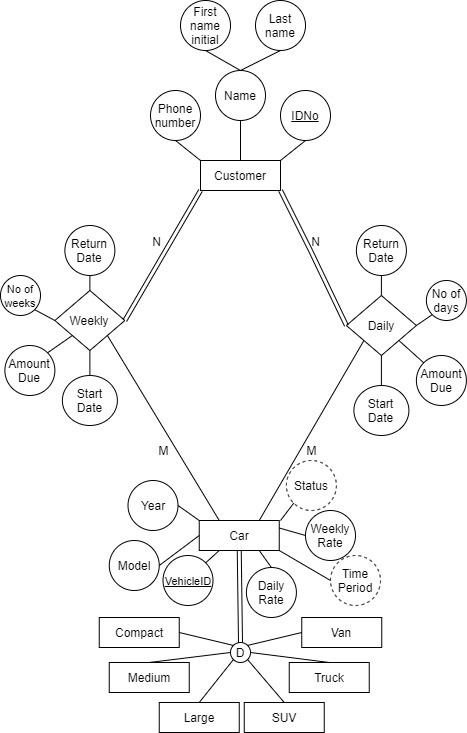 First
name
initial
Last
name
Name
Phone
number
IDNo
Customer
N
N
Return
Date
Return
Date
No of
weeks
No of
days
Weekly
Daily
Amount
Due
Amount
Due
Start
Date
Start
Date
M
M
Status
Year
Car
Weekly
Rate
Model
VehicleID
Daily
Rate
Time
Period
Compact
Van
D
Medium
Truck
Large
SUV